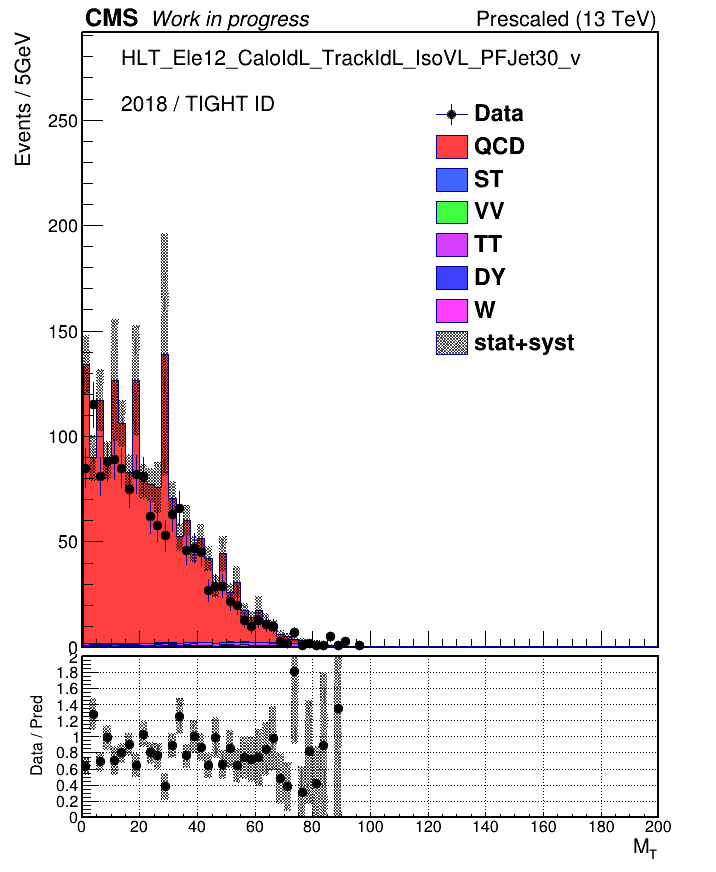 CMS Work in progress Prescaled (13 TeV)
Events / 5GeV
HLT_Ele12_CaloIdL_TrackIdL_IsoVL_PFJet30_v
2018 / TIGHT ID
Data
QCD
ST
VV
TT
DY
W
stat+syst
250
200
150
100
50
0
Data / Pred
2
1.8
1.6
1.4
1.2
1
0.8
0.6
0.4
0.2
0
0 20 40 60 80 100 120 140 160 180 200
M_T